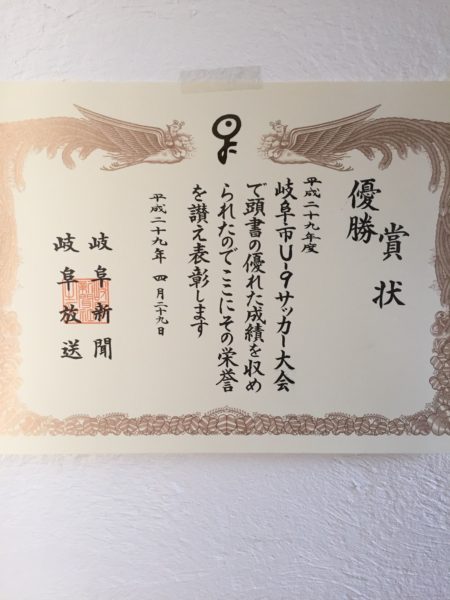 賞状
優勝
平成二十九年度
岐阜市U-9サッカー大会
で頭書の優れた成績を収め
られたのでここにその栄誉
を讃え表彰します
平成二十九年 四月二十九日
岐阜新聞
岐阜放送